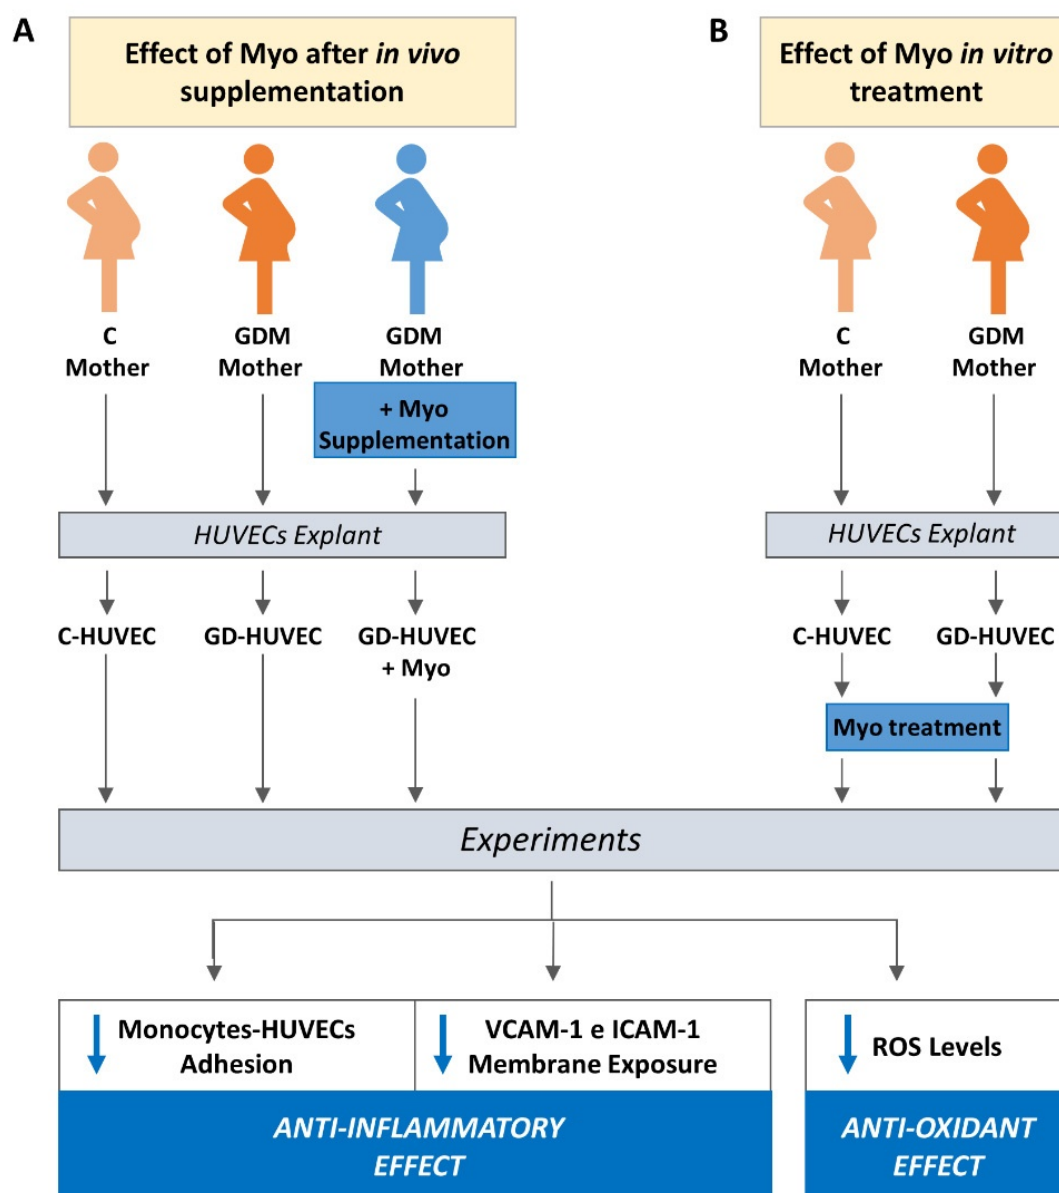 A
Effect of Myo after in vivo
supplementation
C
Mother
GDM
Mother
GDM
Mother
+ Myo
Supplementation
HUVECs Explant
C-HUVEC
GD-HUVEC
GD-HUVEC
+ Myo
B
Effect of Myo in vitro
treatment
C
Mother
GDM
Mother
HUVECs Explant
C-HUVEC
GD-HUVEC
Myo treatment
Experiments
Monocytes-HUVECs
Adhesion
VCAM-1 e ICAM-1
Membrane Exposure
ANTI-INFLAMMATORY
EFFECT
ROS Levels
ANTI-OXIDANT
EFFECT